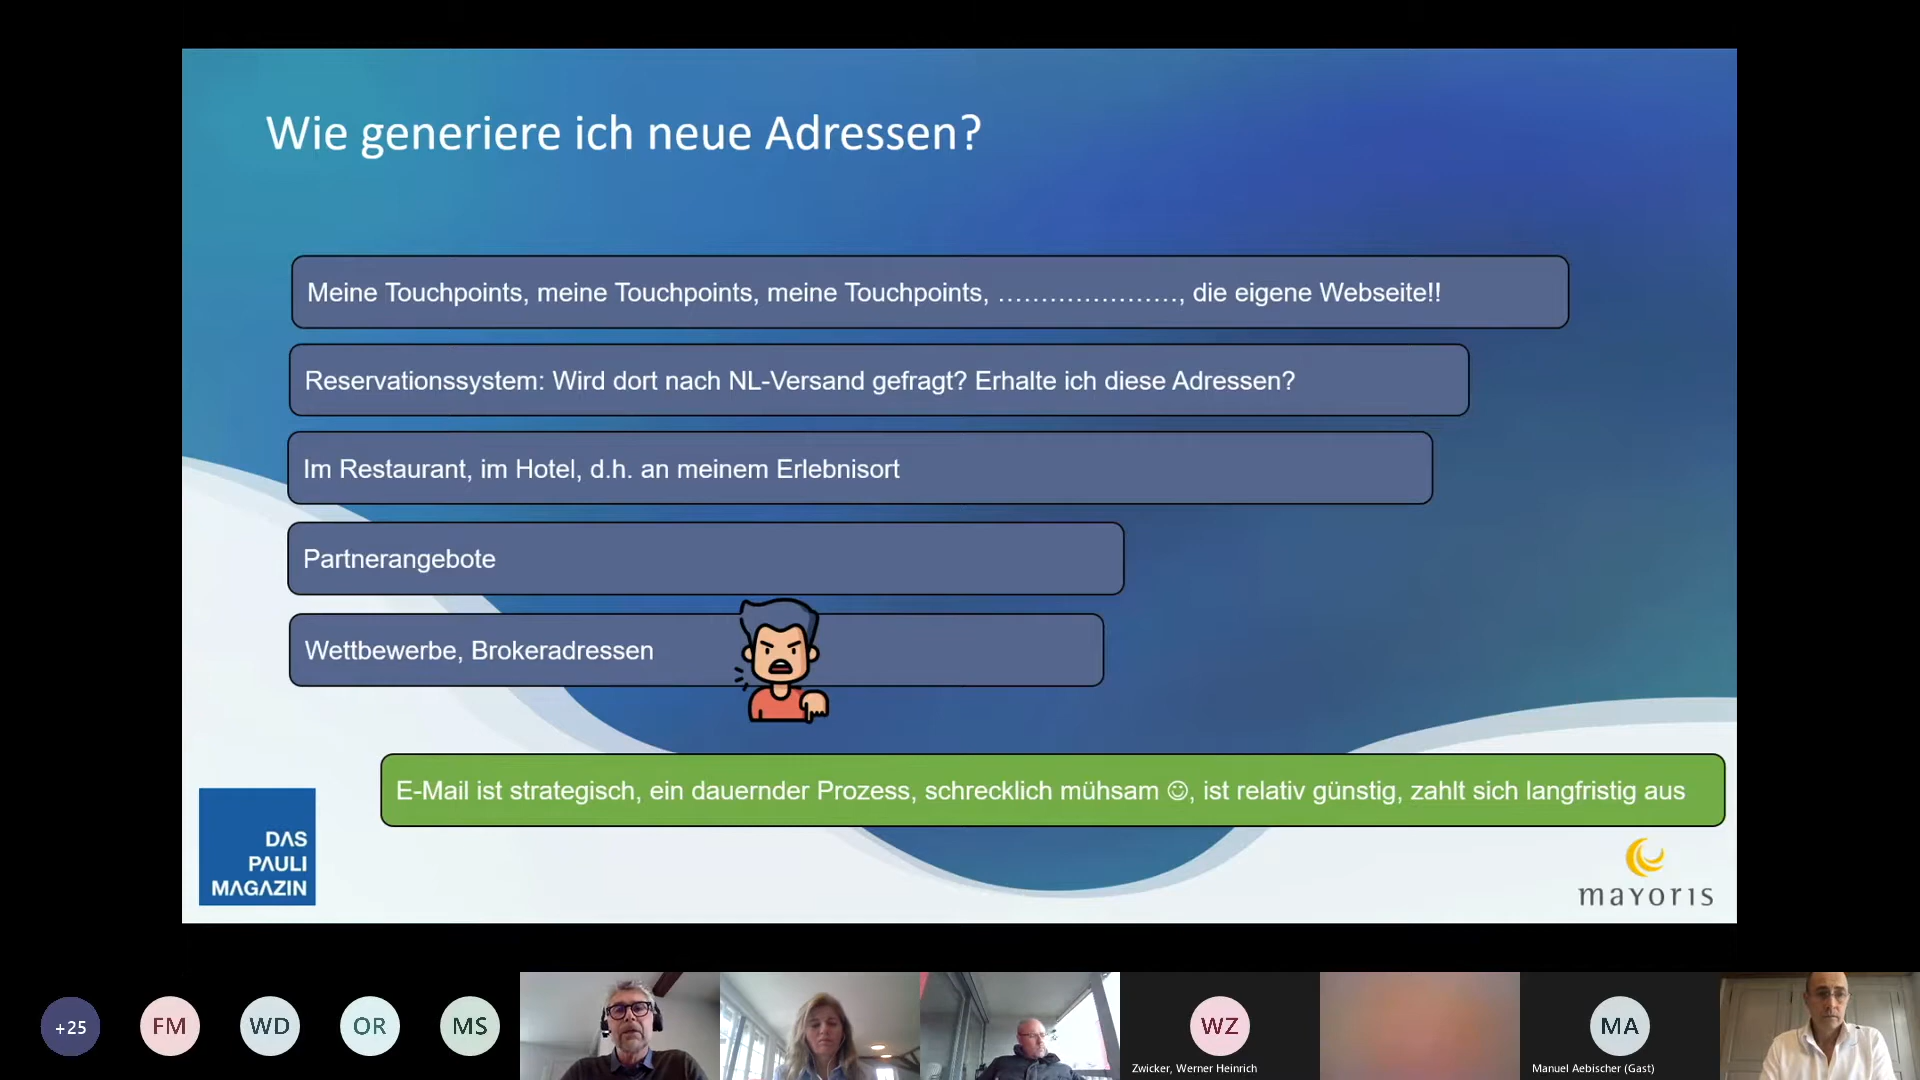 Wie generiere ich neue Adressen?
Meine Touchpoints, meine Touchpoints, meine Touchpoints, …………………, die eigene Webseite!!
Reservationssystem: Wird dort nach NL-Versand gefragt? Erhalte ich diese Adressen?
Im Restaurant, im Hotel, d.h. an meinem Erlebnisort
Partnerangebote
Wettbewerbe, Brokeradressen
E-Mail ist strategisch, ein dauernder Prozess, schrecklich mühsam ☺, ist relativ günstig, zahlt sich langfristig aus
DAS
PAULI
MAGAZIN
mayoris
+25
FM
WD
OR
MS
WZ
Zwicker, Werner Heinrich
MA
Manuel Aebischer (Gast)